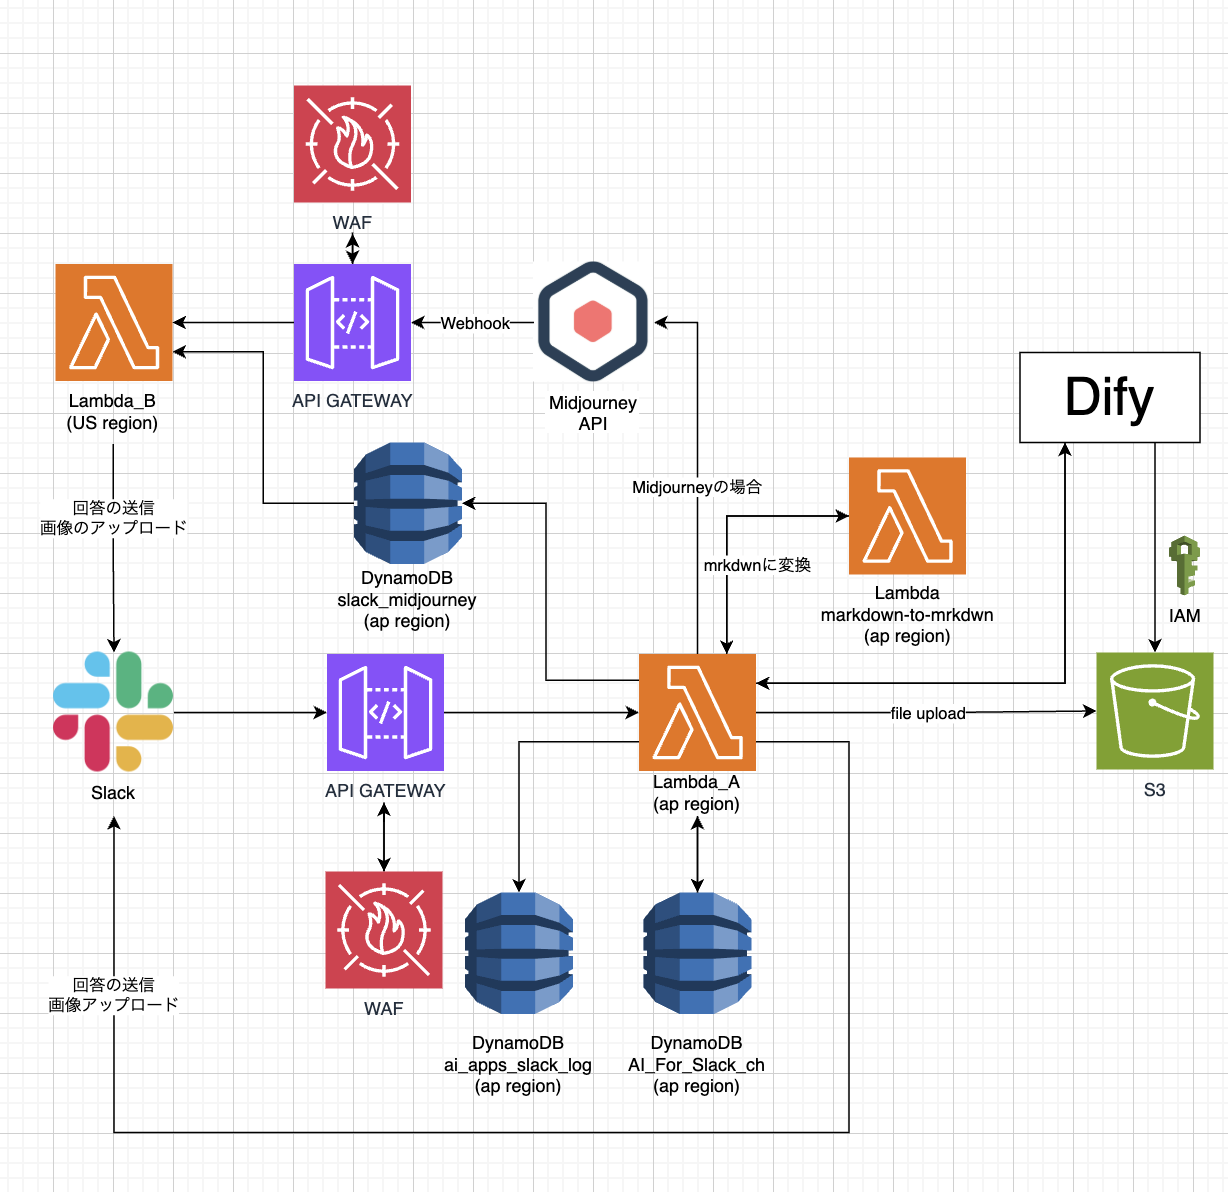 WAF
Lambda_B
(US region)
API GATEWAY
Webhook
Midjourney
API
Dify
回答の送信
画像のアップロード
DynamoDB
slack_midjourney
(ap region)
Midjourneyの場合
mrkdwnに変換
Lambda
markdown-to-mrkdwn
(ap region)
IAM
Slack
API GATEWAY
Lambda_A
(ap region)
file upload
S3
回答の送信
画像アップロード
WAF
DynamoDB
ai_apps_slack_log
(ap region)
DynamoDB
AI_For_Slack_ch
(ap region)